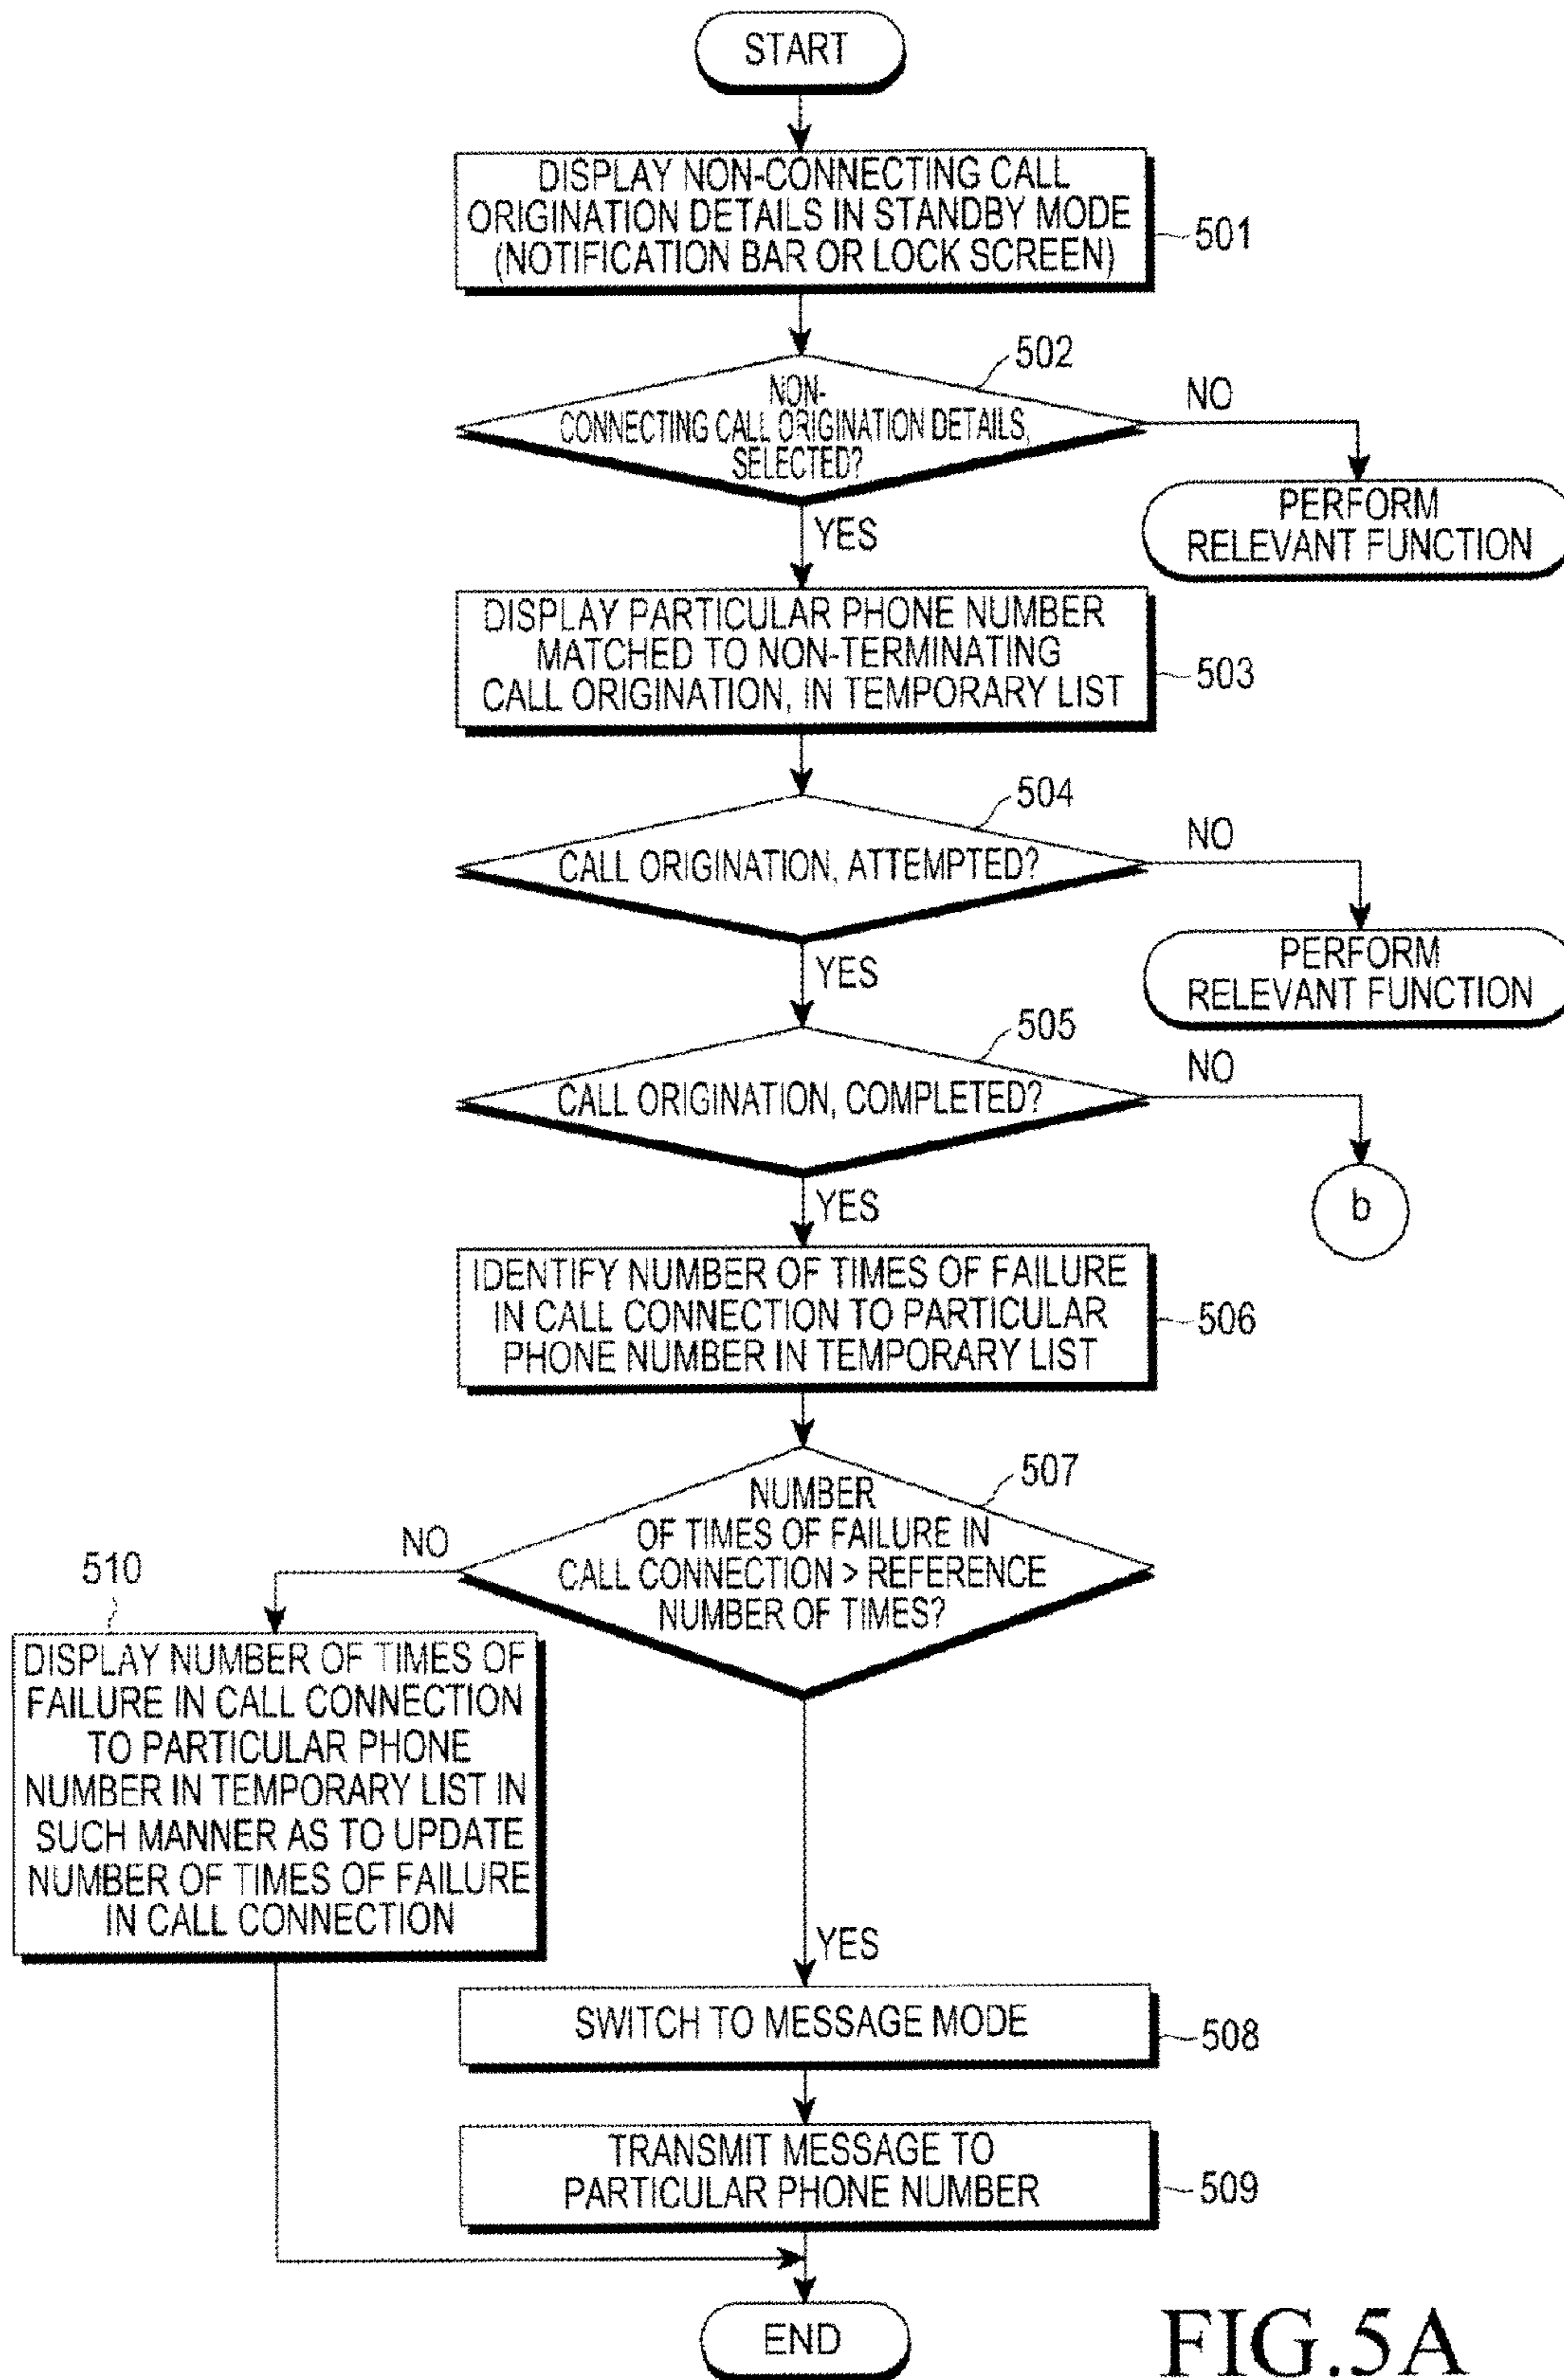 START
DISPLAY NON-CONNECTING CALL
ORIGINATION DETAILS IN STANDBY MODE
(NOTIFICATION BAR OR LOCK SCREEN)
501
502
NON-
CONNECTING CALL ORIGINATION DETAILS,
SELECTED?
NO
PERFORM
RELEVANT FUNCTION
YES
DISPLAY PARTICULAR PHONE NUMBER
MATCHED TO NON-TERMINATING
CALL ORIGINATION, IN TEMPORARY LIST
503
504
CALL ORIGINATION, ATTEMPTED?
NO
PERFORM
RELEVANT FUNCTION
YES
505
CALL ORIGINATION, COMPLETED?
NO
b
YES
IDENTIFY NUMBER OF TIMES OF FAILURE
IN CALL CONNECTION TO PARTICULAR
PHONE NUMBER IN TEMPORARY LIST
506
507
NUMBER
OF TIMES OF FAILURE IN
CALL CONNECTION > REFERENCE
NUMBER OF TIMES?
NO
510
DISPLAY NUMBER OF TIMES OF
FAILURE IN CALL CONNECTION
TO PARTICULAR PHONE
NUMBER IN TEMPORARY LIST IN
SUCH MANNER AS TO UPDATE
NUMBER OF TIMES OF FAILURE
IN CALL CONNECTION
YES
SWITCH TO MESSAGE MODE
508
TRANSMIT MESSAGE TO
PARTICULAR PHONE NUMBER
509
END
FIG.5A